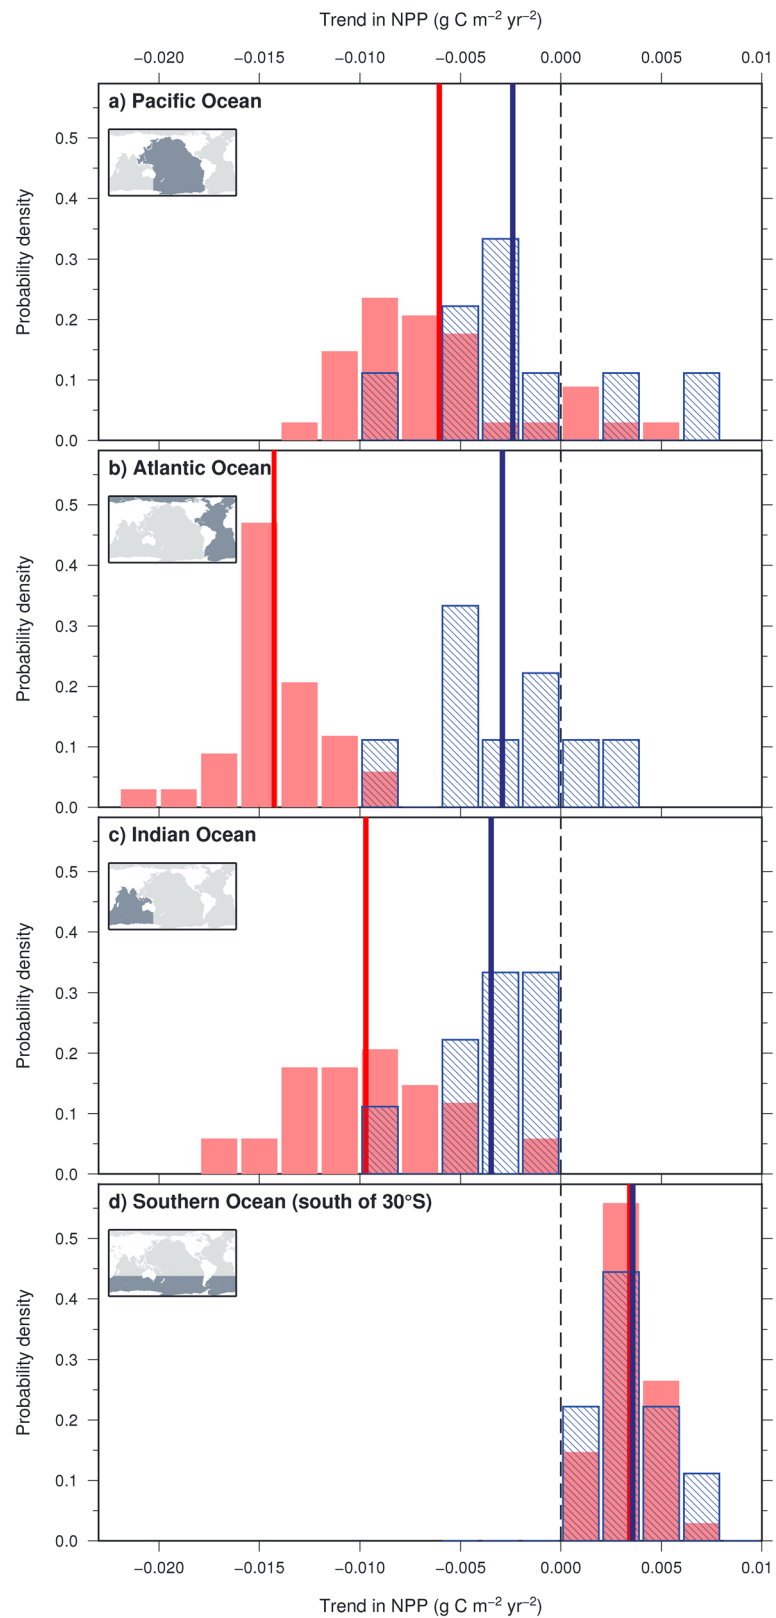 Trend in NPP (g C m⁻² yr⁻²)
−0.020 −0.015 −0.010 −0.005 0.000 0.005 0.01
a) Pacific Ocean
Probability density
0.5
0.4
0.3
0.2
0.1
0.0
b) Atlantic Ocean
Probability density
0.5
0.4
0.3
0.2
0.1
0.0
c) Indian Ocean
Probability density
0.5
0.4
0.3
0.2
0.1
0.0
d) Southern Ocean (south of 30°S)
Probability density
0.5
0.4
0.3
0.2
0.1
0.0
−0.020 −0.015 −0.010 −0.005 0.000 0.005 0.01
Trend in NPP (g C m⁻² yr⁻²)